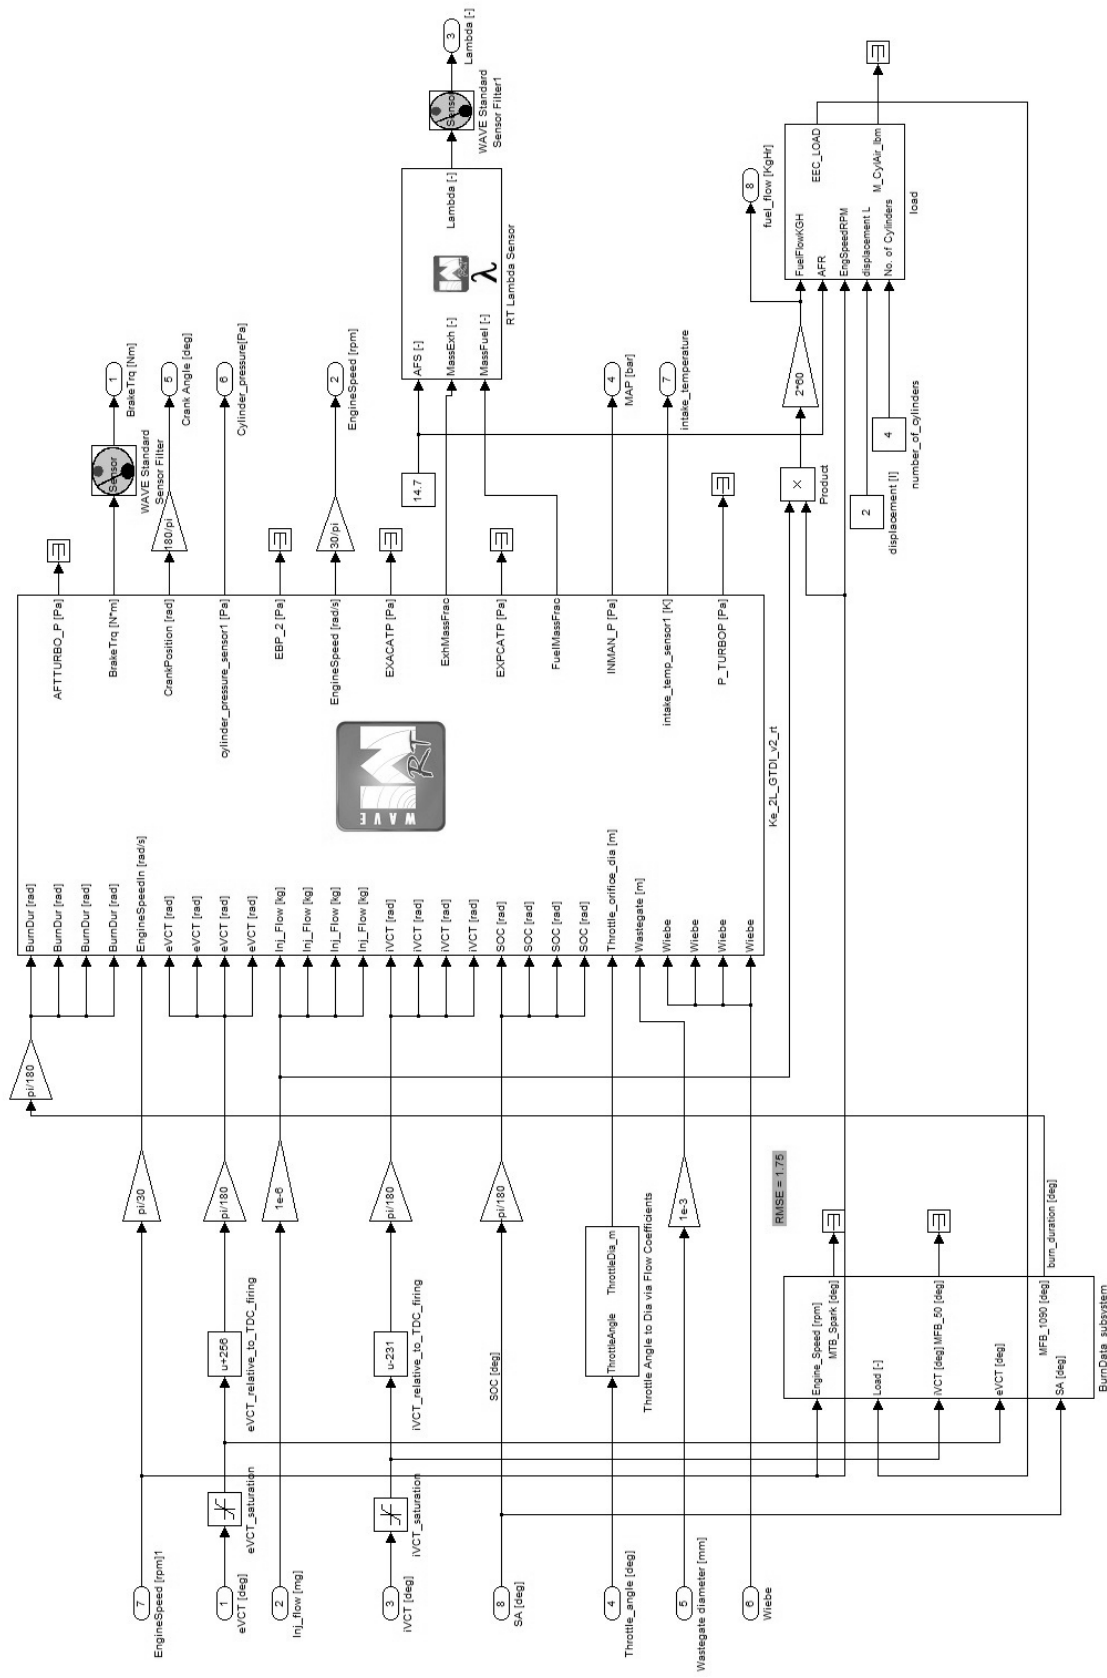 7
EngineSpeed [rpm]1
1
eVCT [deg]
2
Inj_flow [mg]
3
iVCT [deg]
8
SA [deg]
4
Throttle_angle [deg]
5
Wastegate diameter [mm]
6
Wiebe
eVCT_saturation
iVCT_saturation
u+256
eVCT_relative_to_TDC_firing
u-231
iVCT_relative_to_TDC_firing
SOC [deg]
ThrottleAngle
ThrottleDia_m
Throttle Angle to Dia via Flow Coefficients
pi/30
pi/180
1e-6
pi/180
pi/180
1e-3
pi/180
RMSE = 1.75
Engine_Speed [rpm]
MTB_Spark [deg]
Load [-]
iVCT [deg]
MFB_50 [deg]
eVCT [deg]
MFB_1090 [deg]
SA [deg]
burn_duration [deg]
BurnData_subsystem
BurnDur [rad]
BurnDur [rad]
BurnDur [rad]
BurnDur [rad]
EngineSpeedIn [rad/s]
eVCT [rad]
eVCT [rad]
eVCT [rad]
eVCT [rad]
Inj_Flow [kg]
Inj_Flow [kg]
Inj_Flow [kg]
Inj_Flow [kg]
iVCT [rad]
iVCT [rad]
iVCT [rad]
iVCT [rad]
SOC [rad]
SOC [rad]
SOC [rad]
SOC [rad]
Throttle_orifice_dia [m]
Wastegate [m]
Wiebe
Wiebe
Wiebe
Wiebe
WAVE
RT
Ke_2L_GTDI_v2_rt
AFTTURBO_P [Pa]
BrakeTrq [N*m]
CrankPosition [rad]
cylinder_pressure_sensor1 [Pa]
EBP_2 [Pa]
EngineSpeed [rad/s]
EXACATP [Pa]
ExhMassFrac
EXPCATP [Pa]
FuelMassFrac
INMAN_P [Pa]
intake_temp_sensor1 [K]
P_TURBOP [Pa]
Sensor
WAVE Standard
Sensor Filter
1
BrakeTrq [Nm]
180/pi
5
Crank Angle [deg]
6
Cylinder_pressure[Pa]
30/pi
2
EngineSpeed [rpm]
14.7
AFS [-]
MassExh [-]
MassFuel [-]
λ
Lambda [-]
RT Lambda Sensor
Sensor
WAVE Standard
Sensor Filter1
3
Lambda [-]
4
MAP [bar]
7
intake_temperature
×
Product
2*60
8
fuel_flow [KgHr]
2
displacement [l]
4
number_of_cylinders
FuelFlowKGH
AFR
EngSpeedRPM
displacement L
No. of Cylinders
EEC_LOAD
M_CylAir_lbm
load